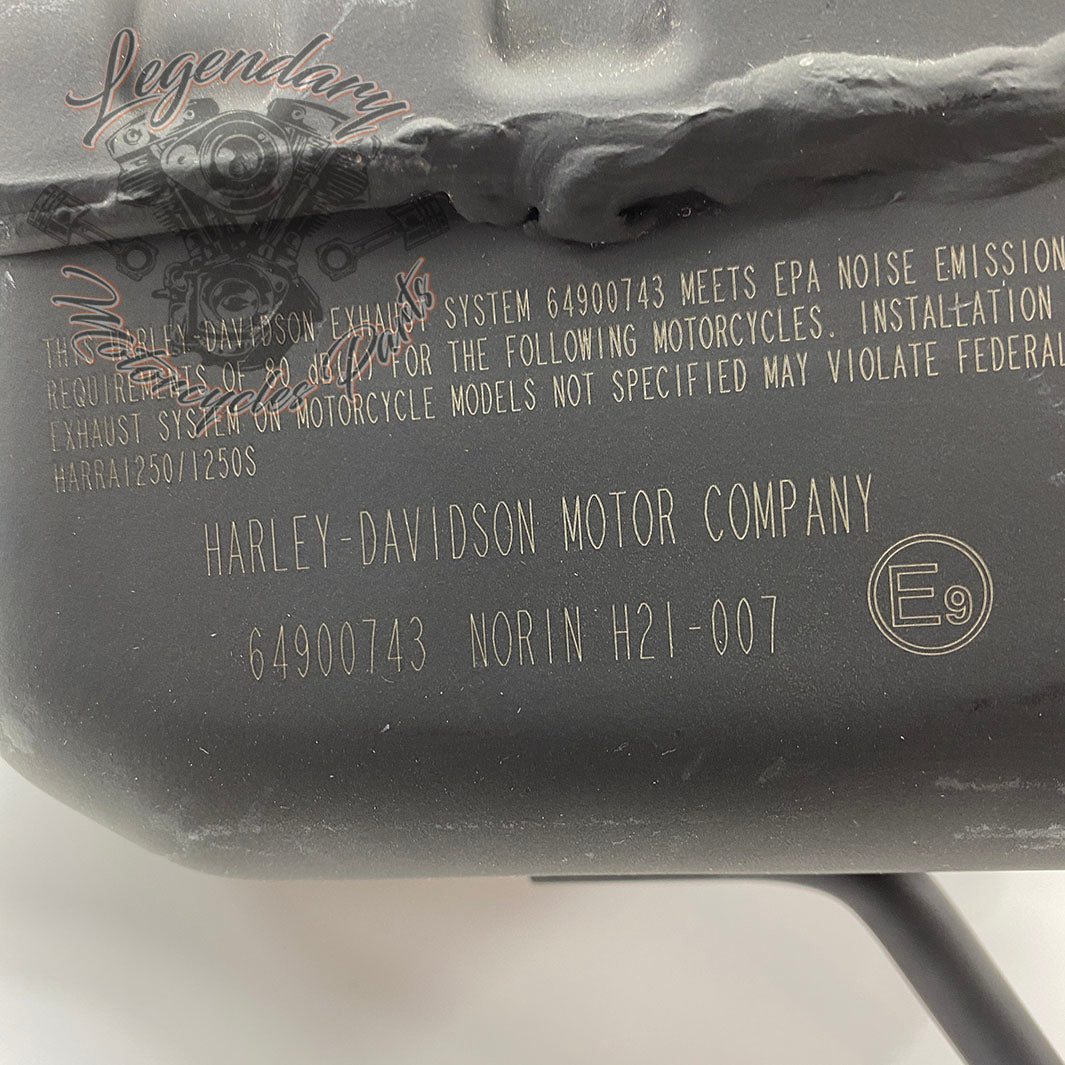 Legendary
Motorcycles Parts
THIS HARLEY-DAVIDSON EXHAUST SYSTEM 64900743 MEETS EPA NOISE EMISSION
REQUIREMENTS OF 80 dB FOR THE FOLLOWING MOTORCYCLES. INSTALLATION
EXHAUST SYSTEM ON MOTORCYCLE MODELS NOT SPECIFIED MAY VIOLATE FEDERAL
HARRA1250/1250S
HARLEY-DAVIDSON MOTOR COMPANY
E9
64900743 NORIN H21-007